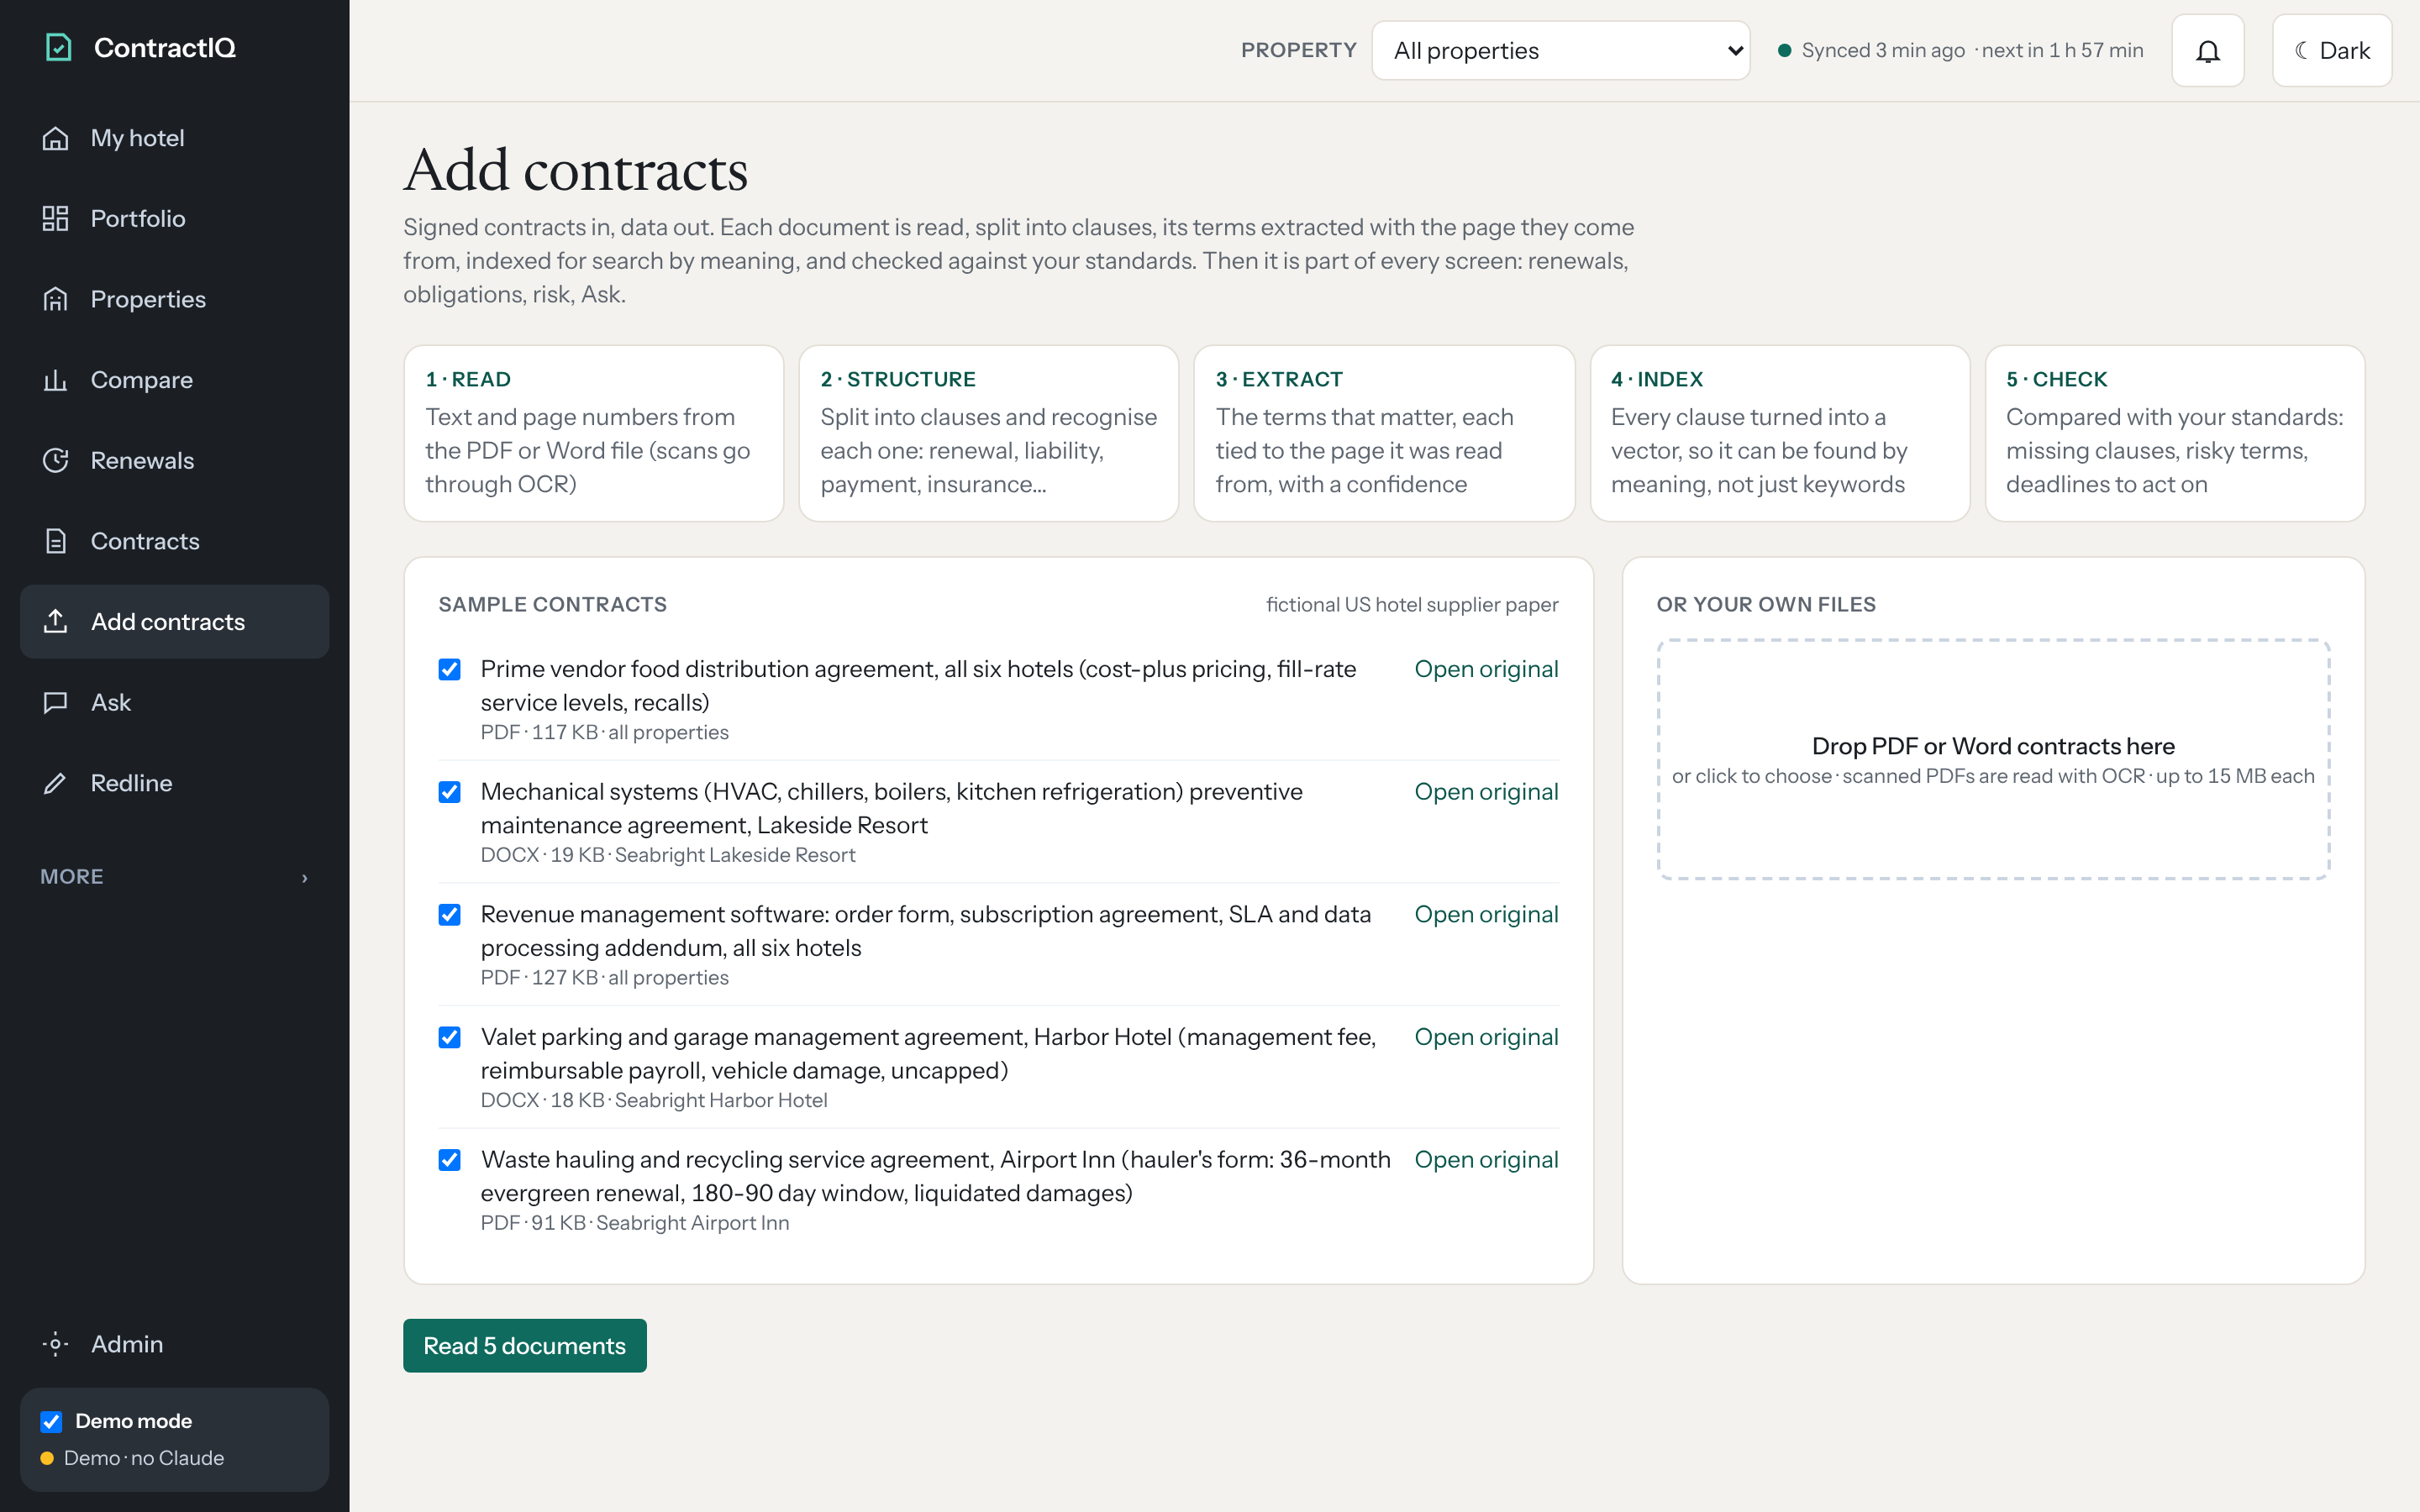 ContractIQ
My hotel
Portfolio
Properties
Compare
Renewals
Contracts
Add contracts
Ask
Redline
MORE ›
Admin
Demo mode
Demo · no Claude
PROPERTY All properties Synced 3 min ago · next in 1 h 57 min ☾ Dark
Add contracts
Signed contracts in, data out. Each document is read, split into clauses, its terms extracted with the page they come
from, indexed for search by meaning, and checked against your standards. Then it is part of every screen: renewals,
obligations, risk, Ask.
1 · READ
Text and page numbers from
the PDF or Word file (scans go
through OCR)
2 · STRUCTURE
Split into clauses and recognise
each one: renewal, liability,
payment, insurance...
3 · EXTRACT
The terms that matter, each
tied to the page it was read
from, with a confidence
4 · INDEX
Every clause turned into a
vector, so it can be found by
meaning, not just keywords
5 · CHECK
Compared with your standards:
missing clauses, risky terms,
deadlines to act on
SAMPLE CONTRACTS fictional US hotel supplier paper
Prime vendor food distribution agreement, all six hotels (cost-plus pricing, fill-rate Open original
service levels, recalls)
PDF · 117 KB · all properties
Mechanical systems (HVAC, chillers, boilers, kitchen refrigeration) preventive Open original
maintenance agreement, Lakeside Resort
DOCX · 19 KB · Seabright Lakeside Resort
Revenue management software: order form, subscription agreement, SLA and data Open original
processing addendum, all six hotels
PDF · 127 KB · all properties
Valet parking and garage management agreement, Harbor Hotel (management fee, Open original
reimbursable payroll, vehicle damage, uncapped)
DOCX · 18 KB · Seabright Harbor Hotel
Waste hauling and recycling service agreement, Airport Inn (hauler's form: 36-month Open original
evergreen renewal, 180-90 day window, liquidated damages)
PDF · 91 KB · Seabright Airport Inn
OR YOUR OWN FILES
Drop PDF or Word contracts here
or click to choose · scanned PDFs are read with OCR · up to 15 MB each
Read 5 documents